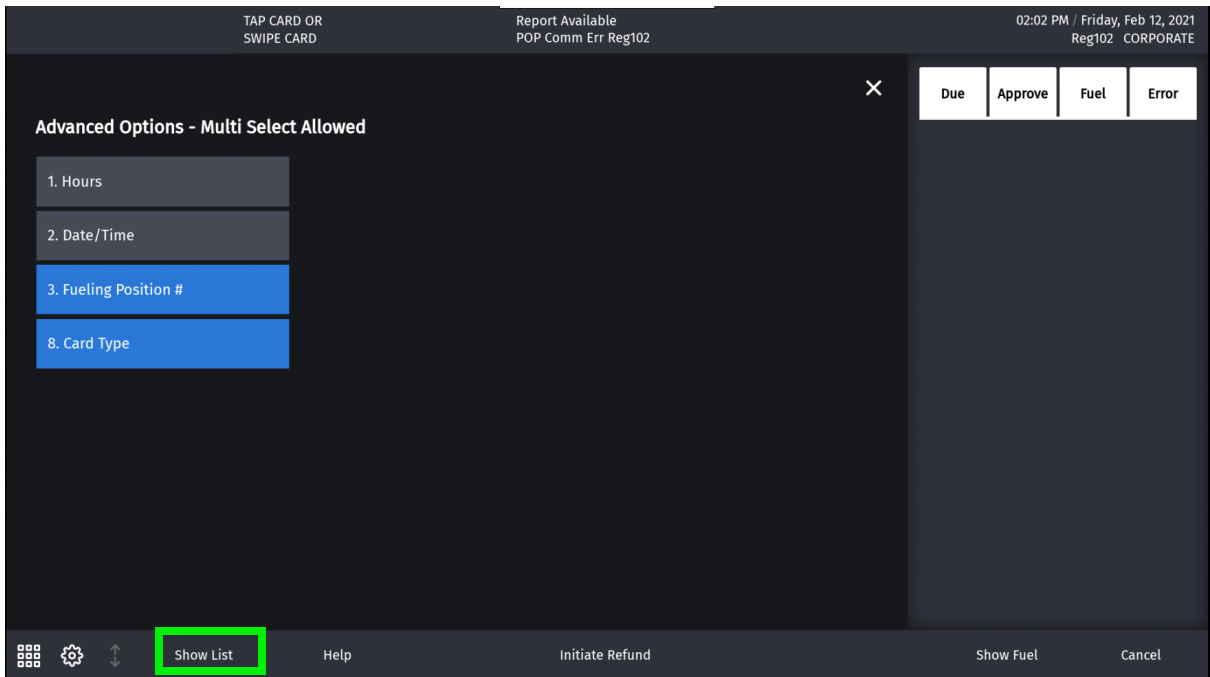 TAP CARD OR
SWIPE CARD
Report Available
POP Comm Err Reg102
02:02 PM / Friday, Feb 12, 2021
Reg102 CORPORATE
Due
Approve
Fuel
Error
Advanced Options - Multi Select Allowed
1. Hours
2. Date/Time
3. Fueling Position #
8. Card Type
Show List
Help
Initiate Refund
Show Fuel
Cancel